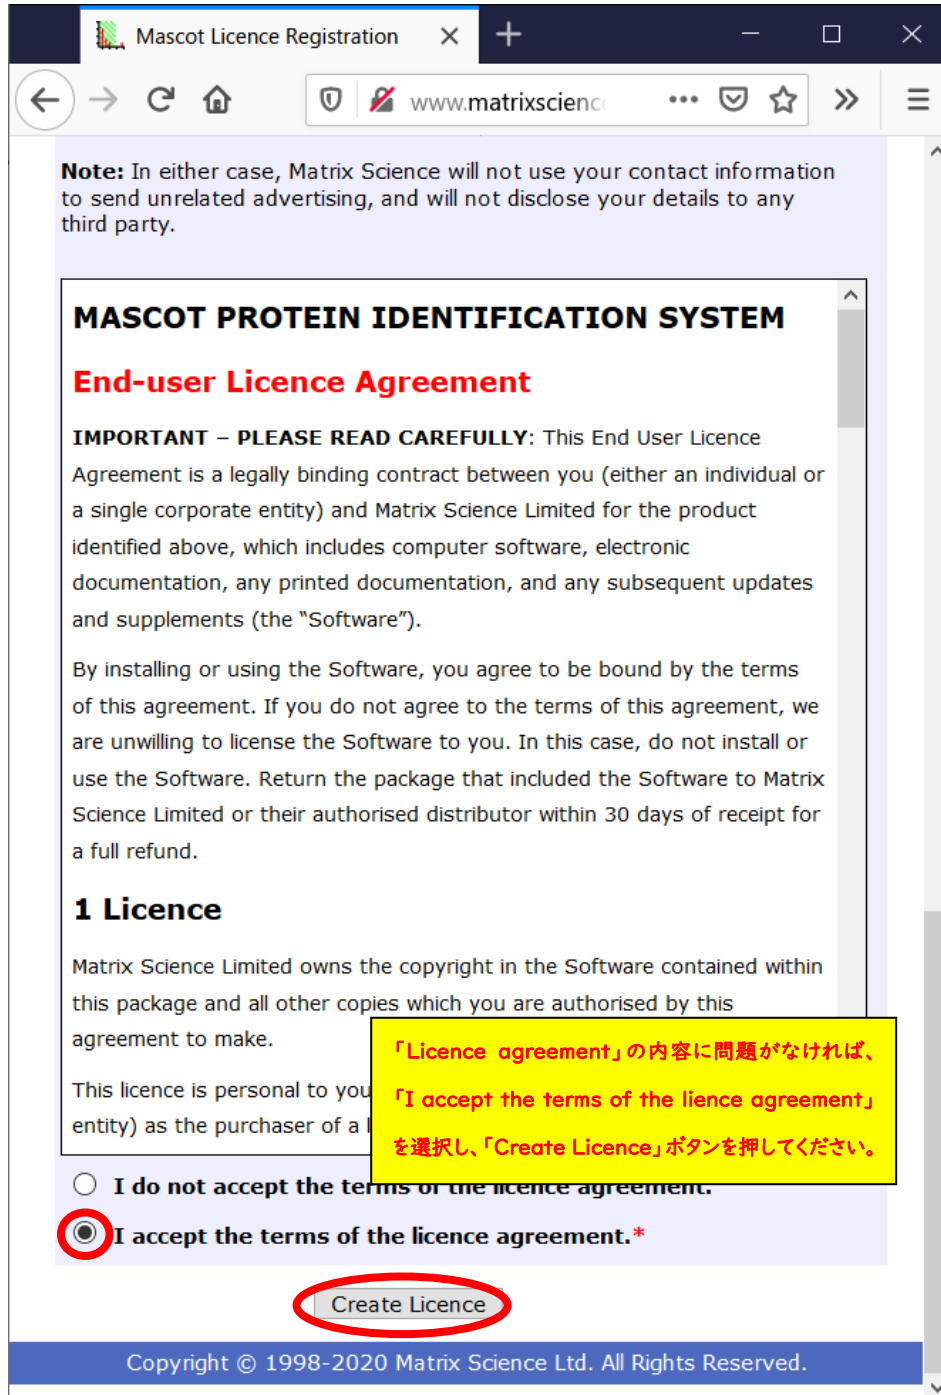 Mascot Licence Registration
www.matrixscienc
Note: In either case, Matrix Science will not use your contact information
to send unrelated advertising, and will not disclose your details to any
third party.
MASCOT PROTEIN IDENTIFICATION SYSTEM
End-user Licence Agreement
IMPORTANT – PLEASE READ CAREFULLY: This End User Licence
Agreement is a legally binding contract between you (either an individual or
a single corporate entity) and Matrix Science Limited for the product
identified above, which includes computer software, electronic
documentation, any printed documentation, and any subsequent updates
and supplements (the “Software”).
By installing or using the Software, you agree to be bound by the terms
of this agreement. If you do not agree to the terms of this agreement, we
are unwilling to license the Software to you. In this case, do not install or
use the Software. Return the package that included the Software to Matrix
Science Limited or their authorised distributor within 30 days of receipt for
a full refund.
1 Licence
Matrix Science Limited owns the copyright in the Software contained within
this package and all other copies which you are authorised by this
agreement to make.
This licence is personal to you
entity) as the purchaser of a l
「Licence agreement」の内容に問題がなければ、
「I accept the terms of the lience agreement」
を選択し、「Create Licence」ボタンを押してください。
I do not accept the terms of the licence agreement.
I accept the terms of the licence agreement.*
Create Licence
Copyright © 1998-2020 Matrix Science Ltd. All Rights Reserved.